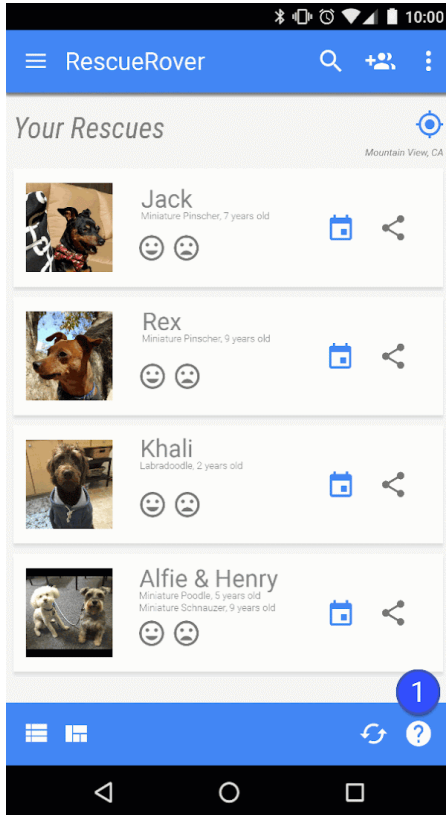 10:00
RescueRover
Your Rescues
Mountain View, CA
Jack
Miniature Pinscher, 7 years old
Rex
Miniature Pinscher, 9 years old
Khali
Labradoodle, 2 years old
Alfie & Henry
Miniature Poodle, 5 years old
Miniature Schnauzer, 9 years old
1
?